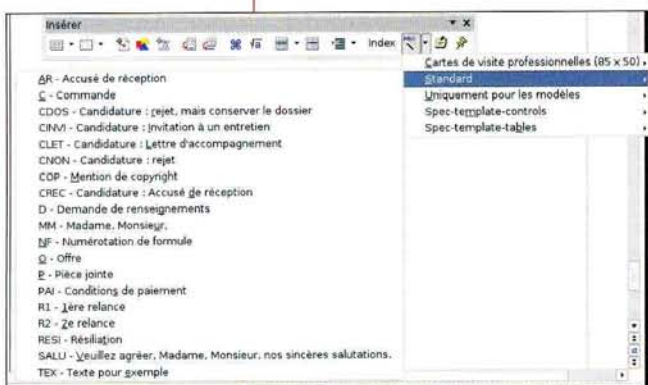 Insérer
Index
Cartes de visite professionnelles (85 x 50)
Standard
Uniquement pour les modèles
Spec-template-controls
Spec-template-tables
AR - Accusé de réception
C - Commande
CDOS - Candidature : rejet, mais conserver le dossier
CINVI - Candidature : Invitation à un entretien
CLET - Candidature : Lettre d'accompagnement
CNON - Candidature : rejet
COP - Mention de copyright
CREC - Candidature : Accusé de réception
D - Demande de renseignements
MM - Madame, Monsieur,
NF - Numérotation de formule
O - Offre
P - Pièce jointe
PAI - Conditions de paiement
R1 - 1ère relance
R2 - 2e relance
RESI - Résiliation
SALU - Veuillez agréer, Madame, Monsieur, nos sincères salutations.
TEX - Texte pour exemple